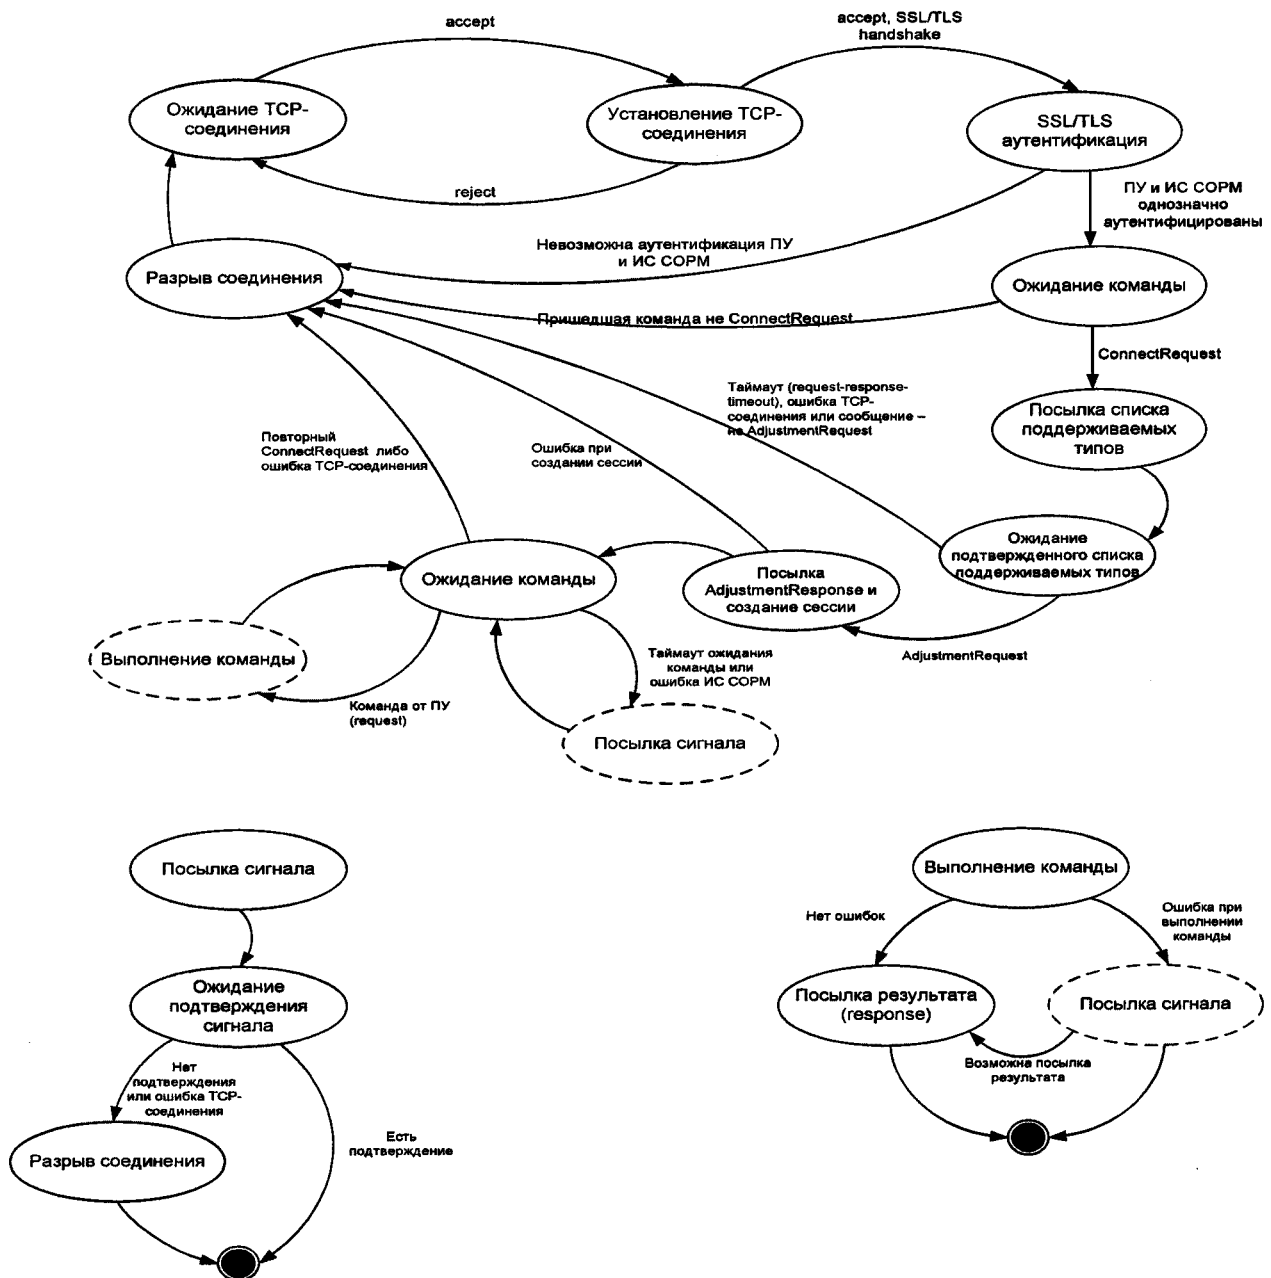 accept
accept, SSL/TLS
handshake
Ожидание TCP-
соединения
Установление TCP-
соединения
SSL/TLS
аутентификация
reject
ПУ и ИС СОРМ
однозначно
аутентифицированы
Невозможна аутентификация ПУ
и ИС СОРМ
Разрыв соединения
Ожидание команды
Пришедшая команда не ConnectRequest
ConnectRequest
Таймаут (request-response-
timeout), ошибка TCP-
соединения или сообщение –
не AdjustmentRequest
Посылка списка
поддерживаемых
типов
Повторный
ConnectRequest либо
ошибка TCP-соединения
Ошибка при
создании сессии
Ожидание
подтвержденного списка
поддерживаемых типов
Ожидание команды
Посылка
AdjustmentResponse и
создание сессии
AdjustmentRequest
Выполнение команды
Таймаут ожидания
команды или
ошибка ИС СОРМ
Команда от ПУ
(request)
Посылка сигнала
Посылка сигнала
Ожидание
подтверждения
сигнала
Нет
подтверждения
или ошибка TCP-
соединения
Есть
подтверждение
Разрыв соединения
Выполнение команды
Нет ошибок
Ошибка при
выполнении
команды
Посылка результата
(response)
Посылка сигнала
Возможна посылка
результата